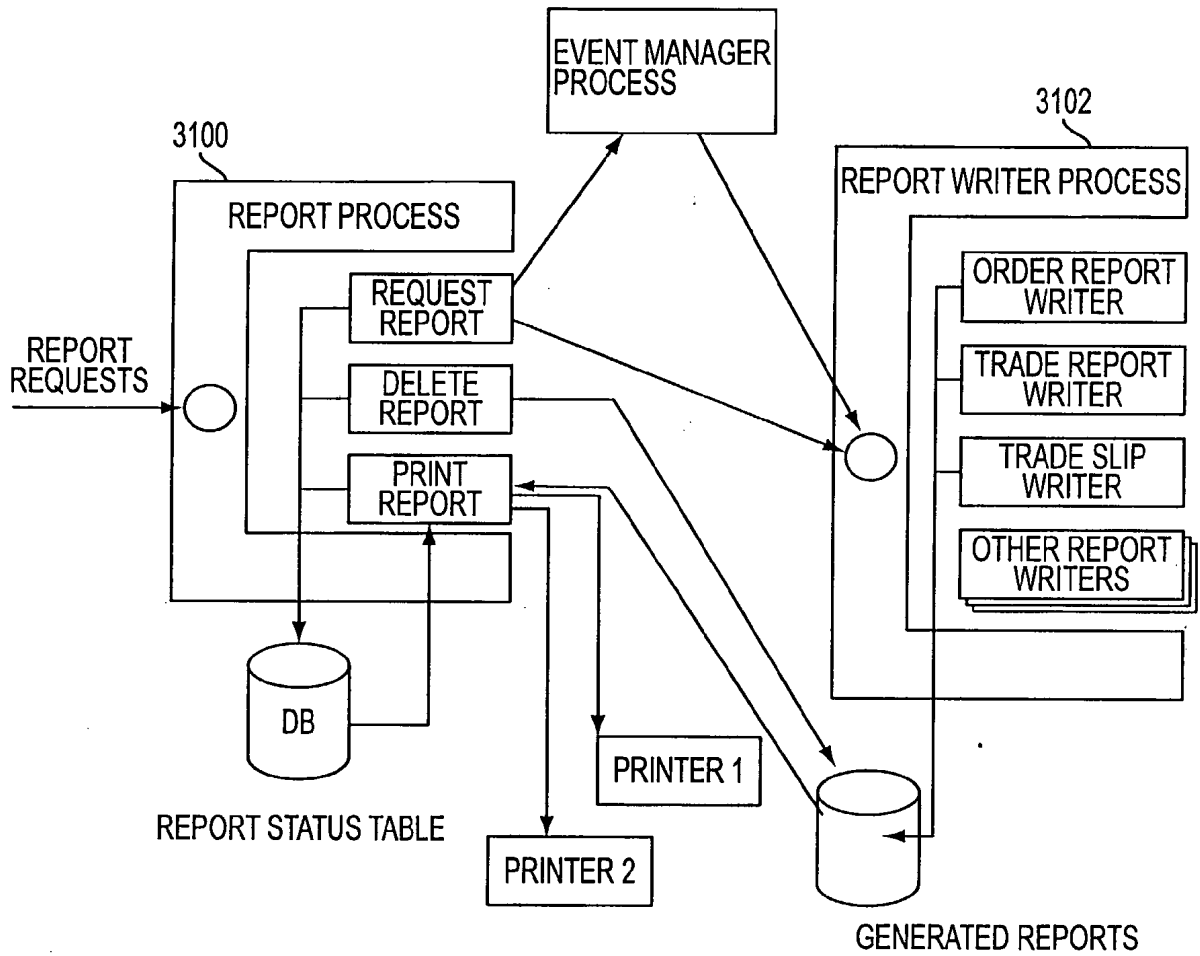 EVENT MANAGER
PROCESS
3100
3102
REPORT PROCESS
REPORT WRITER PROCESS
REQUEST
REPORT
ORDER REPORT
WRITER
REPORT
REQUESTS
DELETE
REPORT
TRADE REPORT
WRITER
PRINT
REPORT
TRADE SLIP
WRITER
OTHER REPORT
WRITERS
DB
PRINTER 1
REPORT STATUS TABLE
PRINTER 2
GENERATED REPORTS